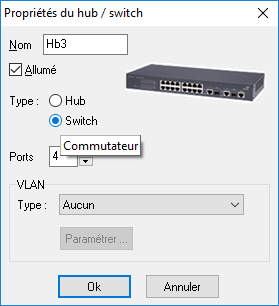 Propriétés du hub / switch
Nom Hb3
Allumé
Type : Hub
Switch
Commutateur
Ports 4
VLAN
Type : Aucun
Paramétrer ...
Ok Annuler